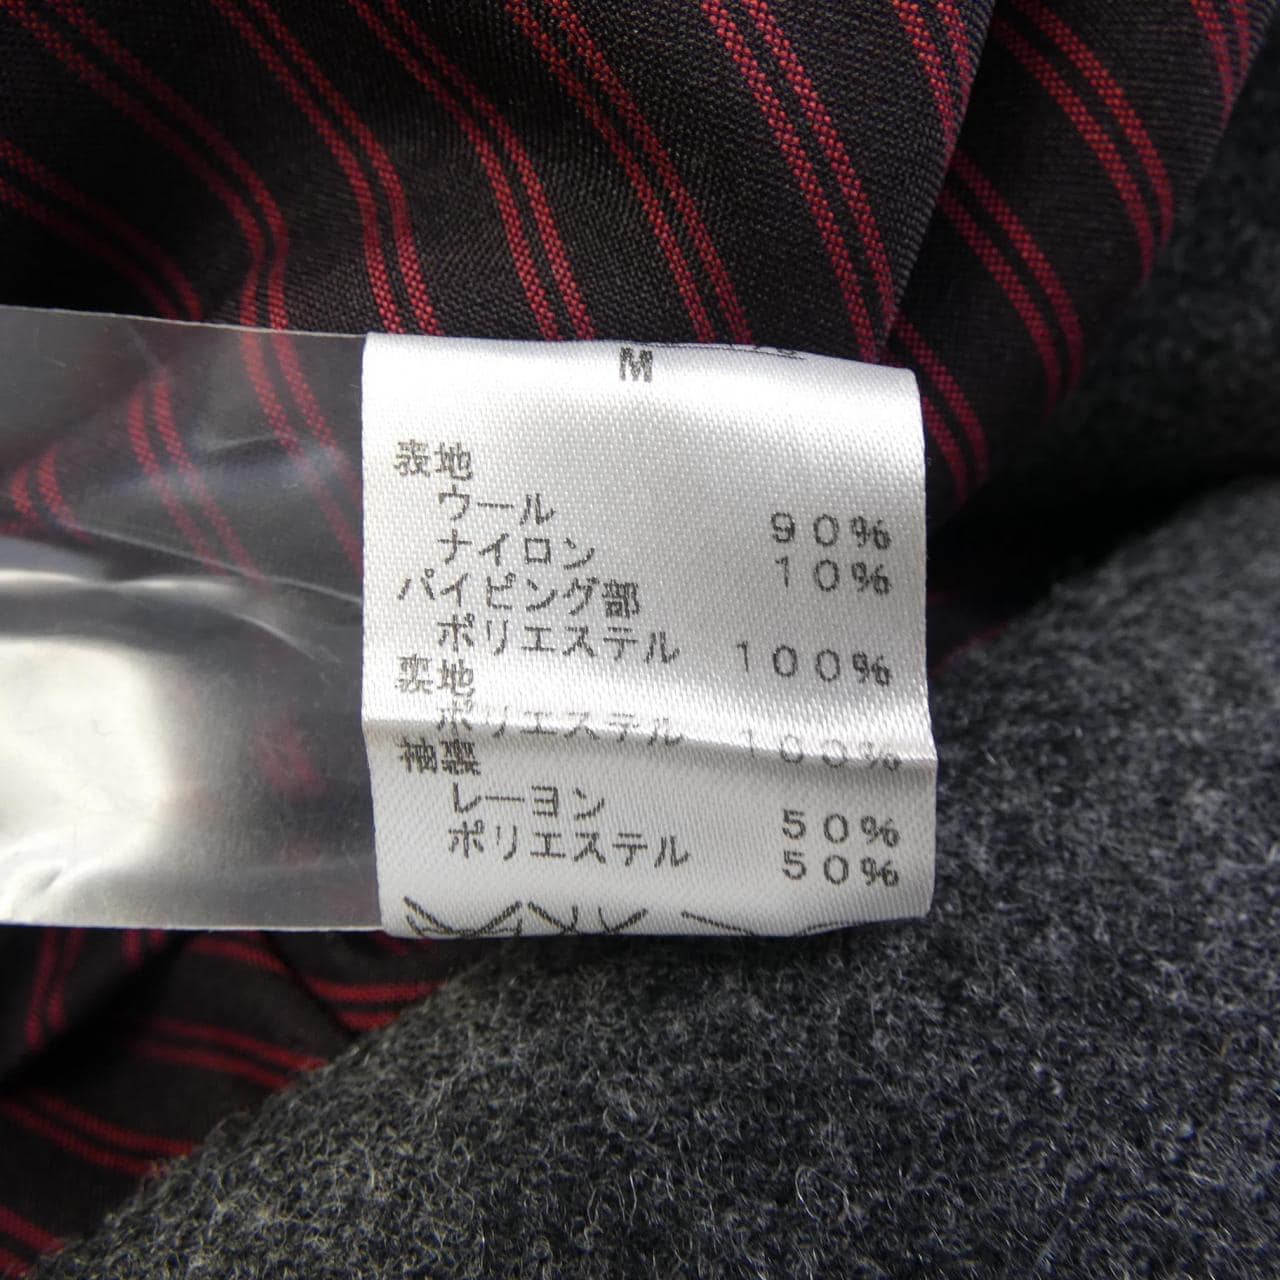 M
表地
ウール 90%
ナイロン 10%
パイピング部
ポリエステル 100%
裏地
ポリエステル 100%
袖裏
レーヨン 50%
ポリエステル 50%